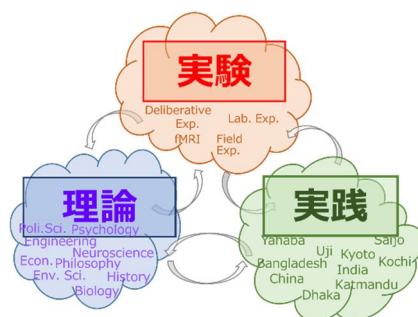 実験
Deliberative
Exp.
Lab. Exp.
fMRI
Field
Exp.
理論
Poli.Sci. Psychology
Engineering
Neuroscience
Econ. Philosophy
Env. Sci. History
Biology
実践
Yahaba
Saijo
Uji Kyoto
Kochi
Bangladesh
India
China
Katmandu
Dhaka